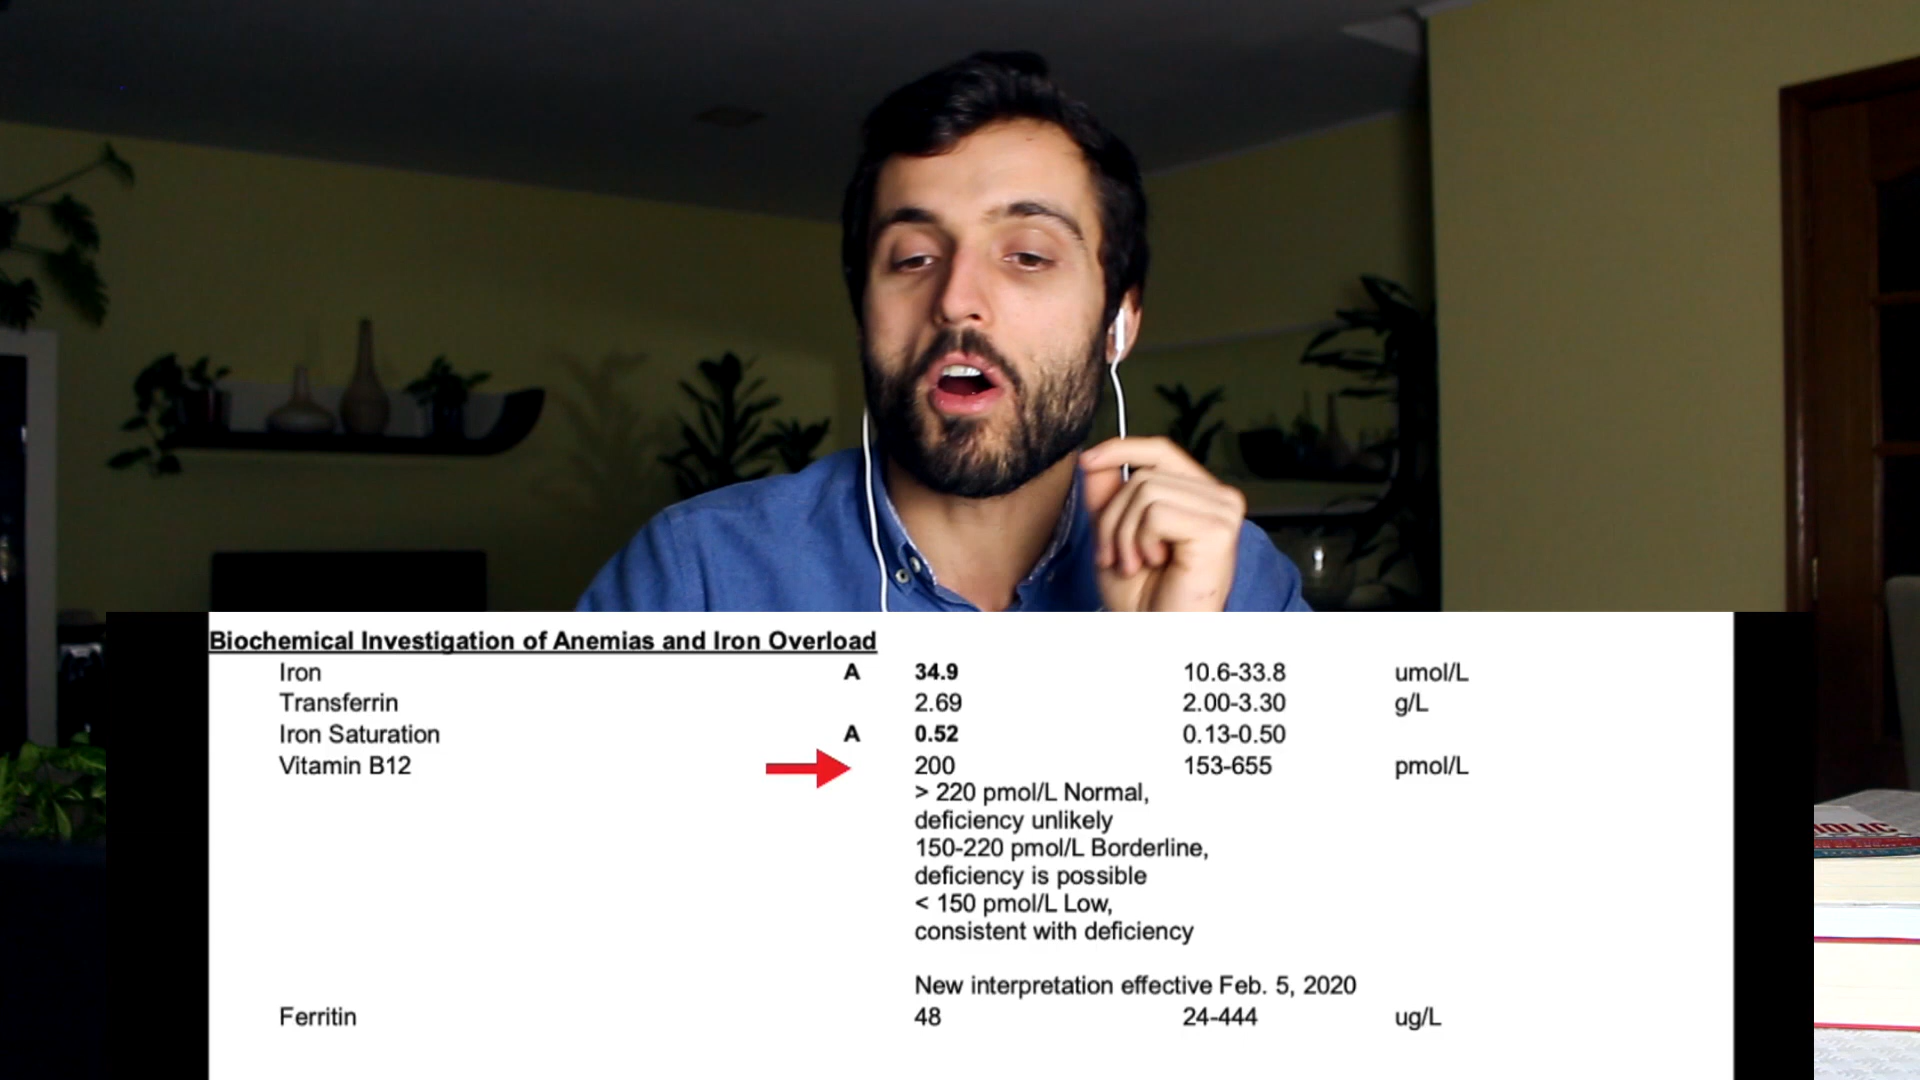 Biochemical Investigation of Anemias and Iron Overload
Iron A 34.9 10.6-33.8 umol/L
Transferrin 2.69 2.00-3.30 g/L
Iron Saturation A 0.52 0.13-0.50
Vitamin B12 200 153-655 pmol/L
> 220 pmol/L Normal,
deficiency unlikely
150-220 pmol/L Borderline,
deficiency is possible
< 150 pmol/L Low,
consistent with deficiency
New interpretation effective Feb. 5, 2020
Ferritin 48 24-444 ug/L